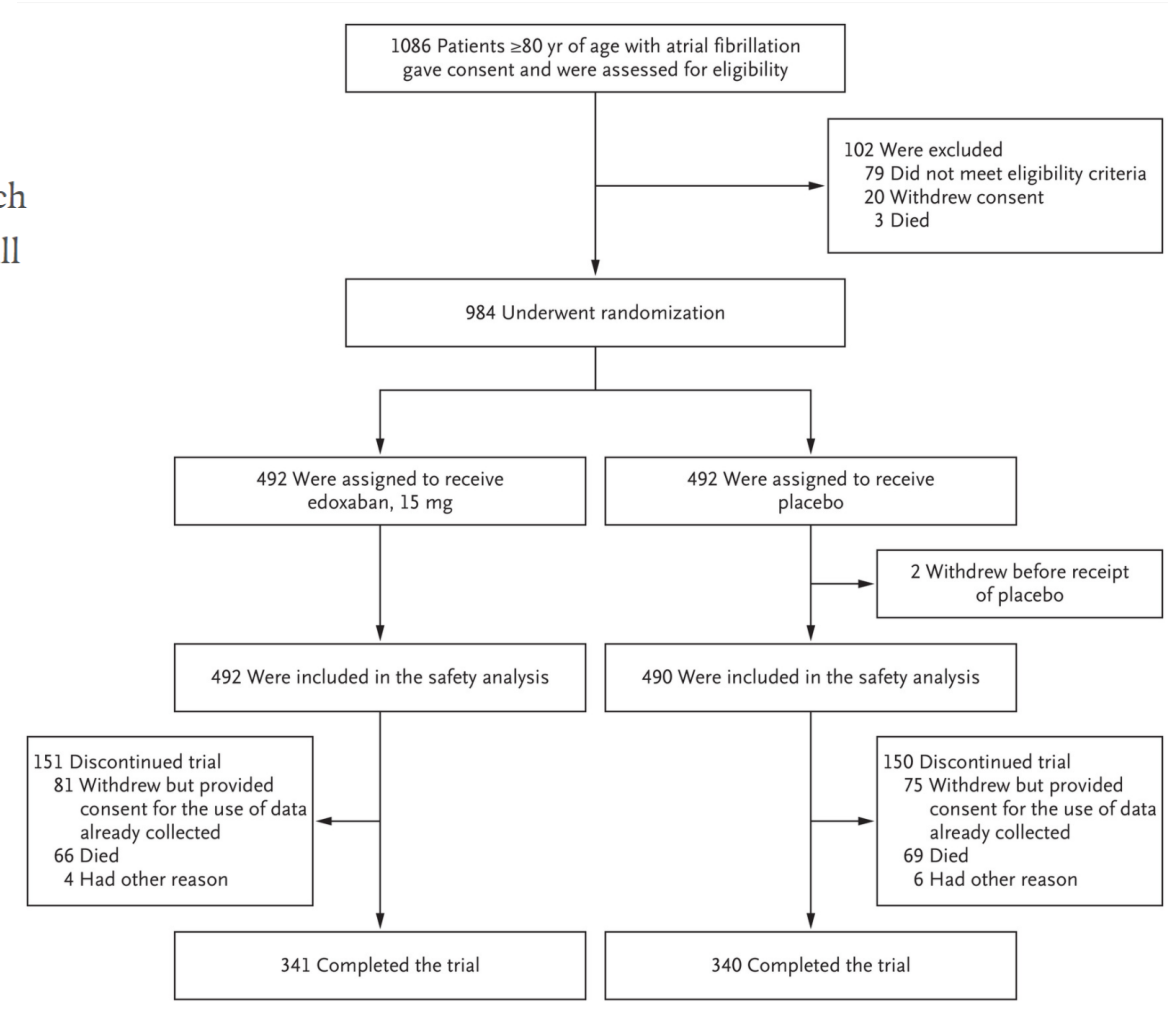 1086 Patients ≥80 yr of age with atrial fibrillation
gave consent and were assessed for eligibility
102 Were excluded
79 Did not meet eligibility criteria
20 Withdrew consent
3 Died
ch
ll
984 Underwent randomization
492 Were assigned to receive
edoxaban, 15 mg
492 Were assigned to receive
placebo
2 Withdrew before receipt
of placebo
492 Were included in the safety analysis
490 Were included in the safety analysis
151 Discontinued trial
81 Withdrew but provided
consent for the use of data
already collected
66 Died
4 Had other reason
150 Discontinued trial
75 Withdrew but provided
consent for the use of data
already collected
69 Died
6 Had other reason
341 Completed the trial
340 Completed the trial